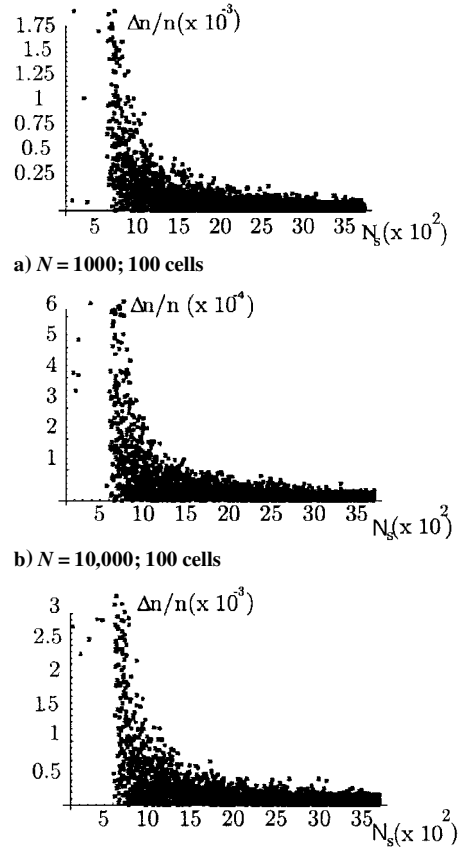 1.75
Δn/n(x 10⁻³)
1.5
1.25
1
0.75
0.5
0.25
5 10 15 20 25 30 35 Nₛ(x 10²)
a) N = 1000; 100 cells
6
Δn/n (x 10⁻⁴)
5
4
3
2
1
5 10 15 20 25 30 35
Nₛ(x 10²)
b) N = 10,000; 100 cells
3
Δn/n(x 10⁻³)
2.5
2
1.5
1
0.5
5 10 15 20 25 30 35
Nₛ(x 10²)